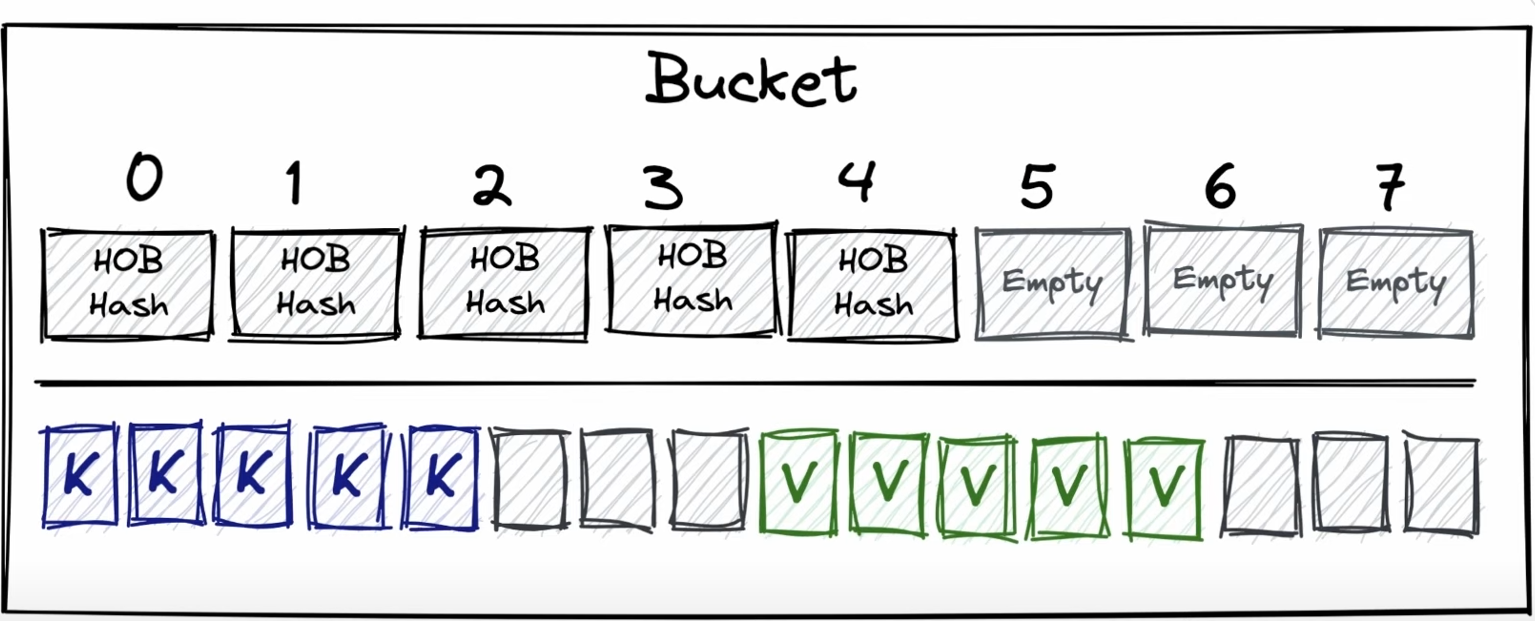 Bucket
0 1 2 3 4 5 6 7
HOB HOB HOB HOB HOB
Hash Hash Hash Hash Hash
Empty Empty Empty
K K K K K V V V V V